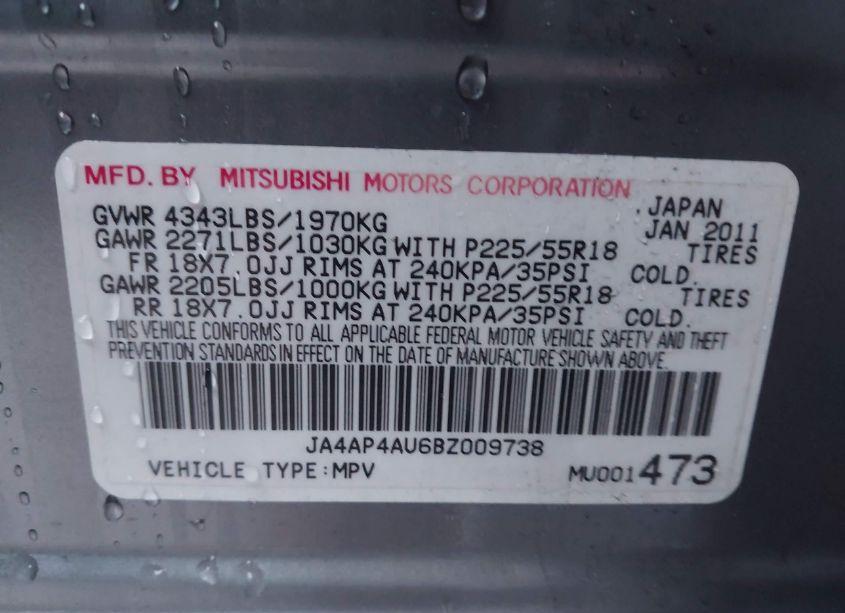 MFD. BY MITSUBISHI MOTORS CORPORATION
JAPAN
GVWR 4343LBS/1970KG JAN 2011
GAWR 2271LBS/1030KG WITH P225/55R18 TIRES
FR 18X7.0JJ RIMS AT 240KPA/35PSI COLD.
GAWR 2205LBS/1000KG WITH P225/55R18 TIRES
RR 18X7.0JJ RIMS AT 240KPA/35PSI COLD.
THIS VEHICLE CONFORMS TO ALL APPLICABLE FEDERAL MOTOR VEHICLE SAFETY AND THEFT
PREVENTION STANDARDS IN EFFECT ON THE DATE OF MANUFACTURE SHOWN ABOVE.
JA4AP4AU6BZ009738
VEHICLE TYPE:MPV MU001473